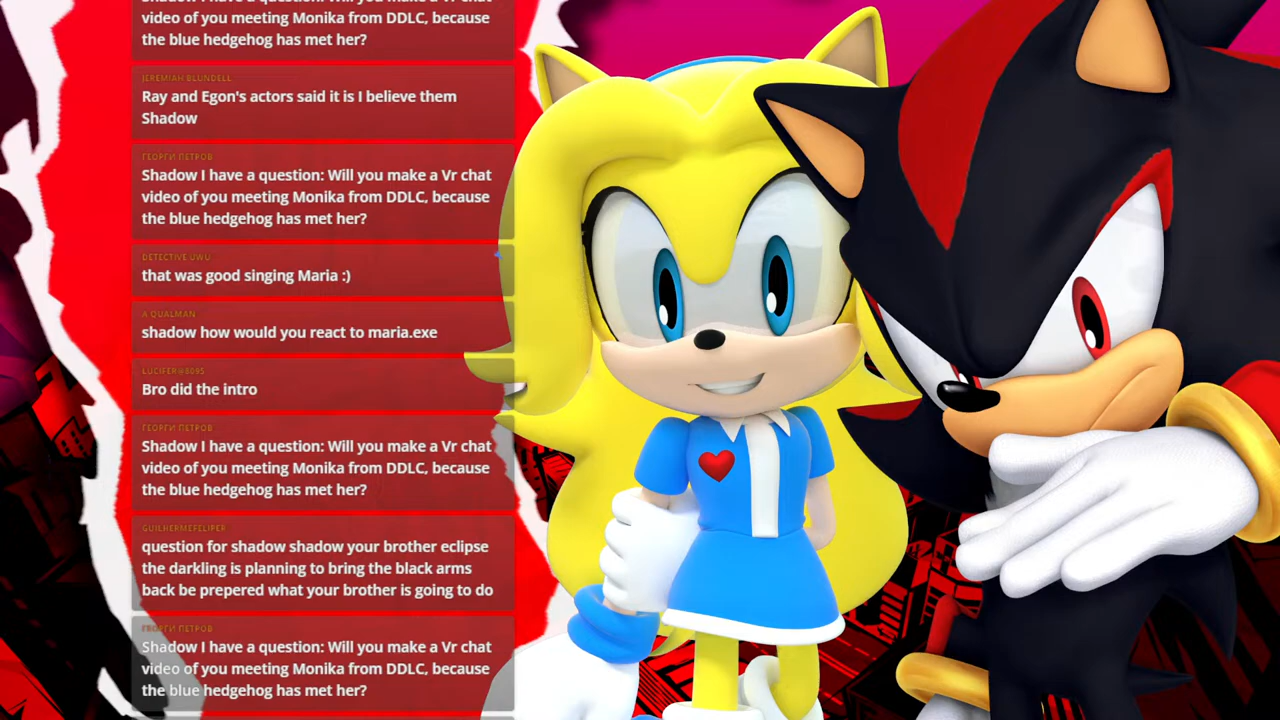 Shadow I have a question: Will you make a Vr chat
video of you meeting Monika from DDLC, because
the blue hedgehog has met her?
JEREMIAH BLUNDELL
Ray and Egon's actors said it is I believe them
Shadow
ГЕОРГИ ПЕТРОВ
Shadow I have a question: Will you make a Vr chat
video of you meeting Monika from DDLC, because
the blue hedgehog has met her?
DETECTIVE UWU
that was good singing Maria :)
A QUALMAN
shadow how would you react to maria.exe
LUCIFER@8095
Bro did the intro
ГЕОРГИ ПЕТРОВ
Shadow I have a question: Will you make a Vr chat
video of you meeting Monika from DDLC, because
the blue hedgehog has met her?
GUILHERMEFELIPER
question for shadow shadow your brother eclipse
the darkling is planning to bring the black arms
back be prepered what your brother is going to do
ГЕОРГИ ПЕТРОВ
Shadow I have a question: Will you make a Vr chat
video of you meeting Monika from DDLC, because
the blue hedgehog has met her?